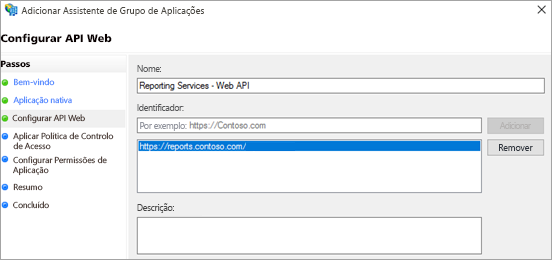 Adicionar Assistente de Grupo de Aplicações
Configurar API Web
Passos
Bem-vindo
Aplicação nativa
Configurar API Web
Aplicar Politica de Controlo
de Acesso
Configurar Permissões de
Aplicação
Resumo
Concluído
Nome:
Reporting Services - Web API
Identificador:
Por exemplo: https://Contoso.com
Adicionar
https://reports.contoso.com/
Remover
Descrição: